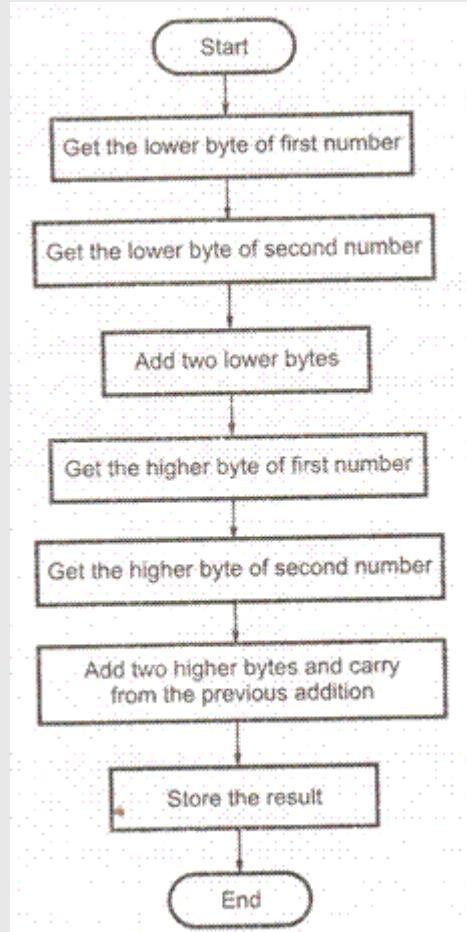 Start
Get the lower byte of first number
Get the lower byte of second number
Add two lower bytes
Get the higher byte of first number
Get the higher byte of second number
Add two higher bytes and carry
from the previous addition
Store the result
End